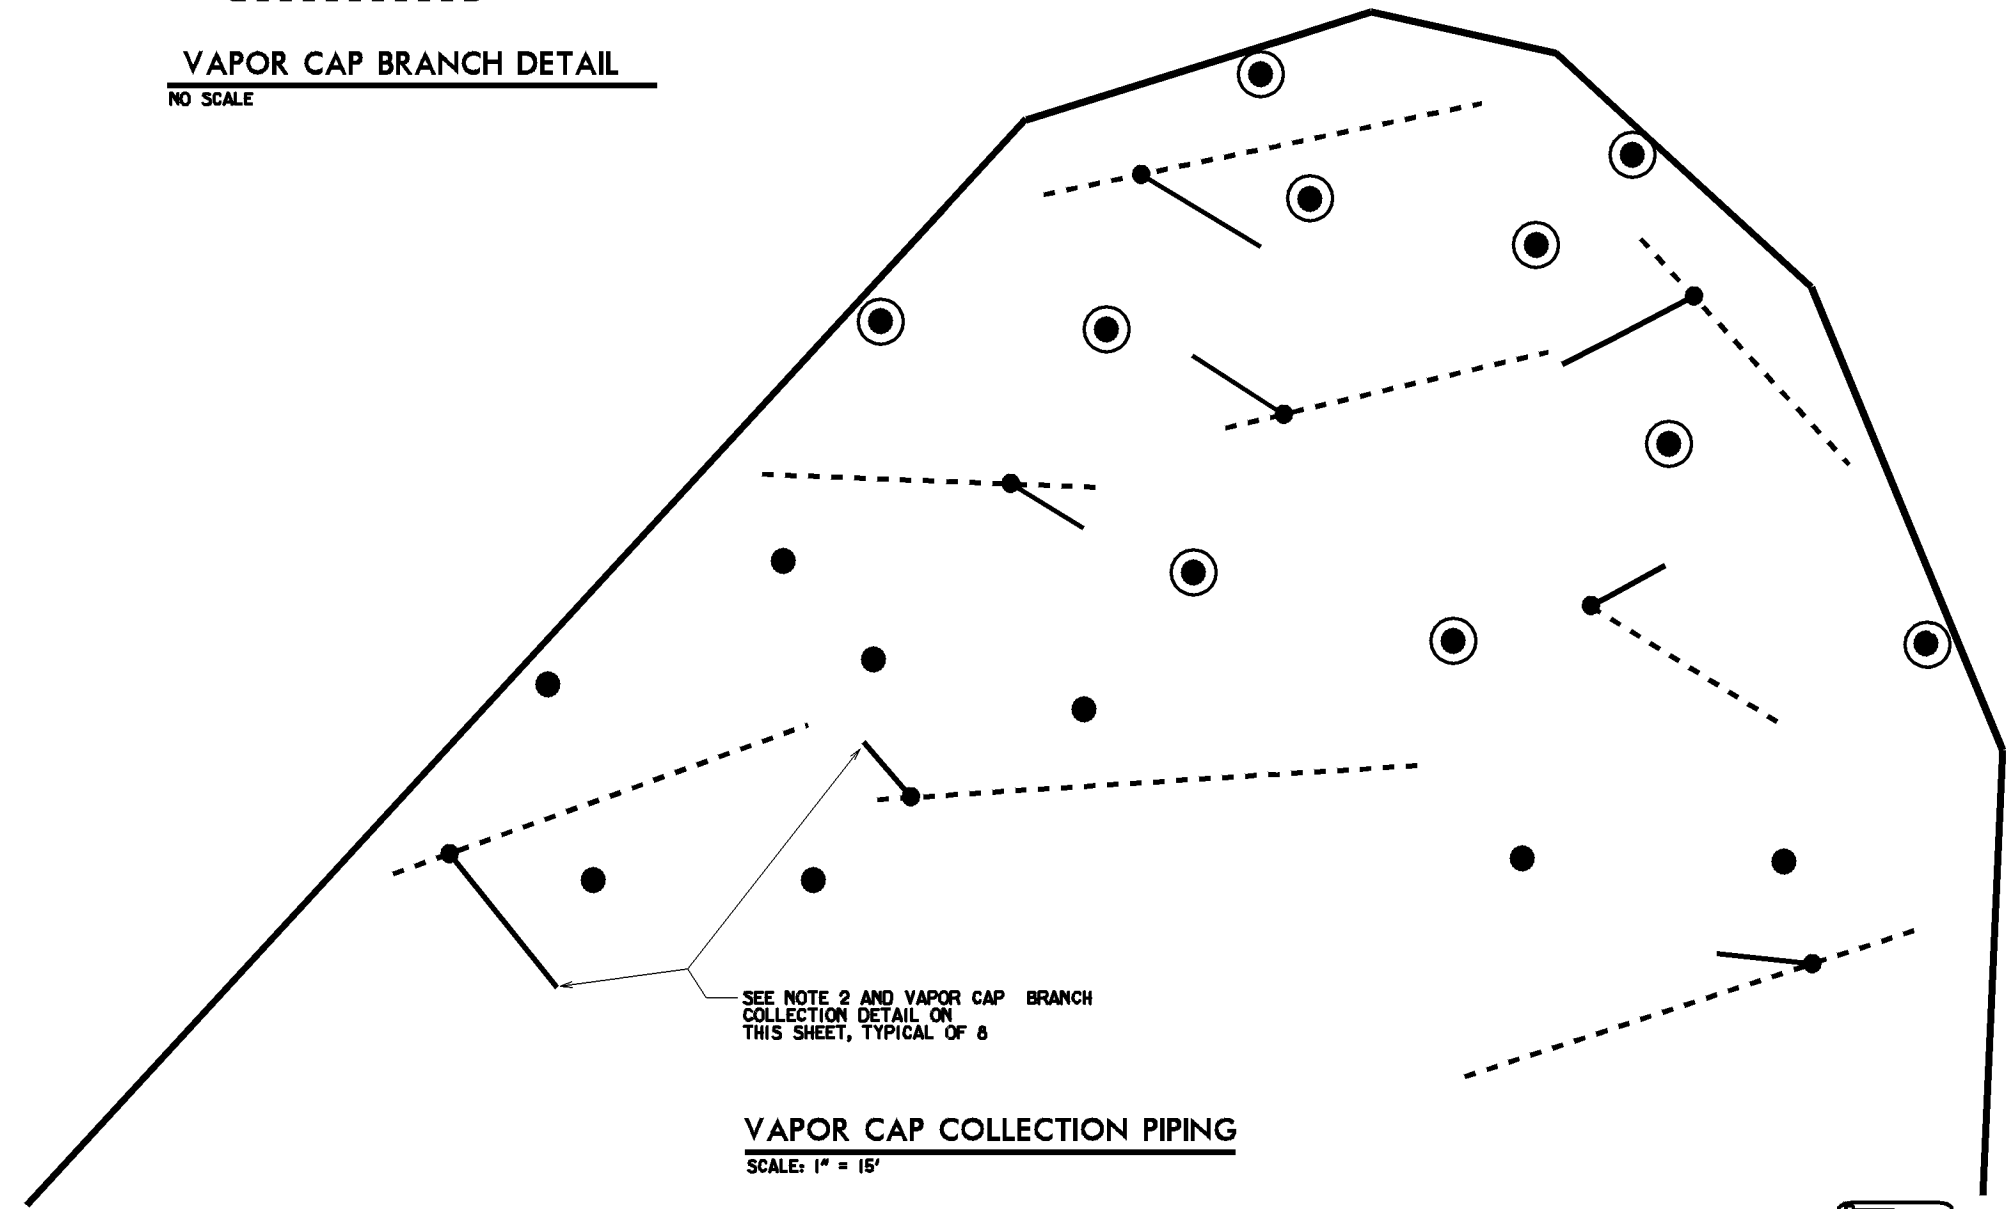 VAPOR CAP BRANCH DETAIL
NO SCALE
SEE NOTE 2 AND VAPOR CAP BRANCH
COLLECTION DETAIL ON
THIS SHEET, TYPICAL OF 8
VAPOR CAP COLLECTION PIPING
SCALE: 1" = 15'